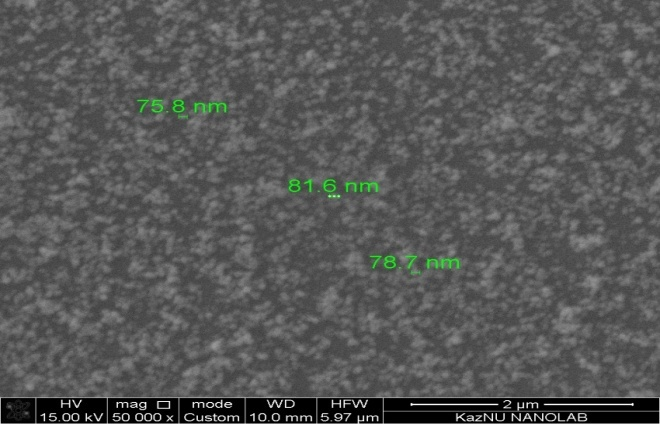 75.8 nm
81.6 nm
78.7 nm
HV mag mode WD HFW 2 µm
15.00 kV 50 000 x Custom 10.0 mm 5.97 µm KazNU NANOLAB